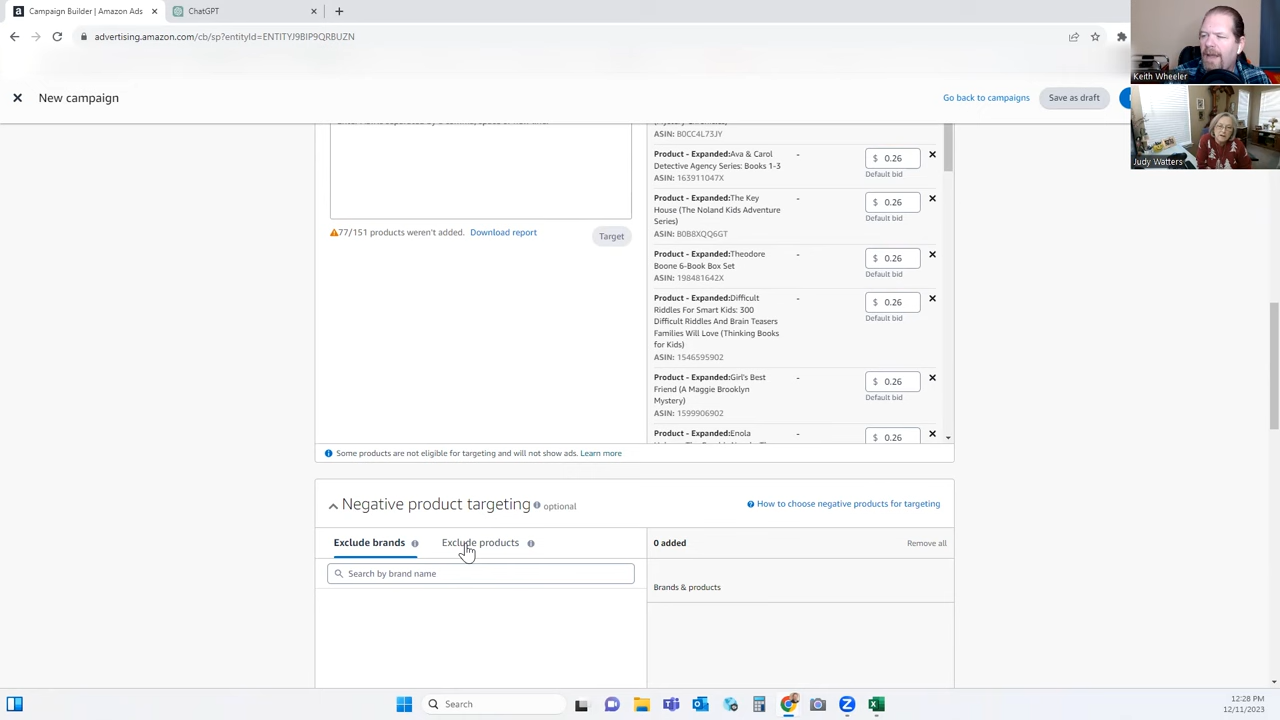 Campaign Builder | Amazon Ads
ChatGPT
advertising.amazon.com/cb/sp?entityId=ENTITYJ9BIP9QRBUZN
Keith Wheeler
New campaign
Go back to campaigns
Save as draft
Judy Watters
ASIN: B0CC4L73JY
Product - Expanded:Ava & Carol
Detective Agency Series: Books 1-3
ASIN: 163911047X
-
$ 0.26
Default bid
Product - Expanded:The Key
House (The Noland Kids Adventure
Series)
ASIN: B0B8XQQ6GT
-
$ 0.26
Default bid
77/151 products weren't added. Download report
Target
Product - Expanded:Theodore
Boone 6-Book Box Set
ASIN: 198481642X
-
$ 0.26
Default bid
Product - Expanded:Difficult
Riddles For Smart Kids: 300
Difficult Riddles And Brain Teasers
Families Will Love (Thinking Books
for Kids)
ASIN: 1546595902
-
$ 0.26
Default bid
Product - Expanded:Girl's Best
Friend (A Maggie Brooklyn
Mystery)
ASIN: 1599906902
-
$ 0.26
Default bid
Product - Expanded:Enola
-
$ 0.26
Some products are not eligible for targeting and will not show ads. Learn more
Negative product targeting optional
How to choose negative products for targeting
Exclude brands
Exclude products
0 added
Remove all
Search by brand name
Brands & products
Search
12:28 PM
12/11/2023